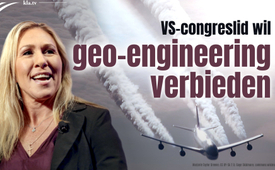 kla.tv
VS-congreslid wil
geo-engineering
verbieden